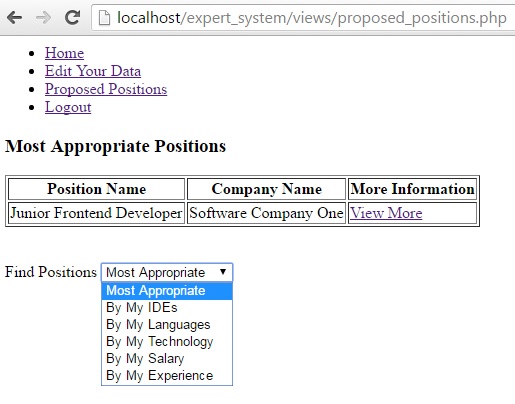 localhost/expert_system/views/proposed_positions.php
Home
Edit Your Data
Proposed Positions
Logout
Most Appropriate Positions
Position Name Company Name More Information
Junior Frontend Developer Software Company One View More
Find Positions Most Appropriate
Most Appropriate
By My IDEs
By My Languages
By My Technology
By My Salary
By My Experience